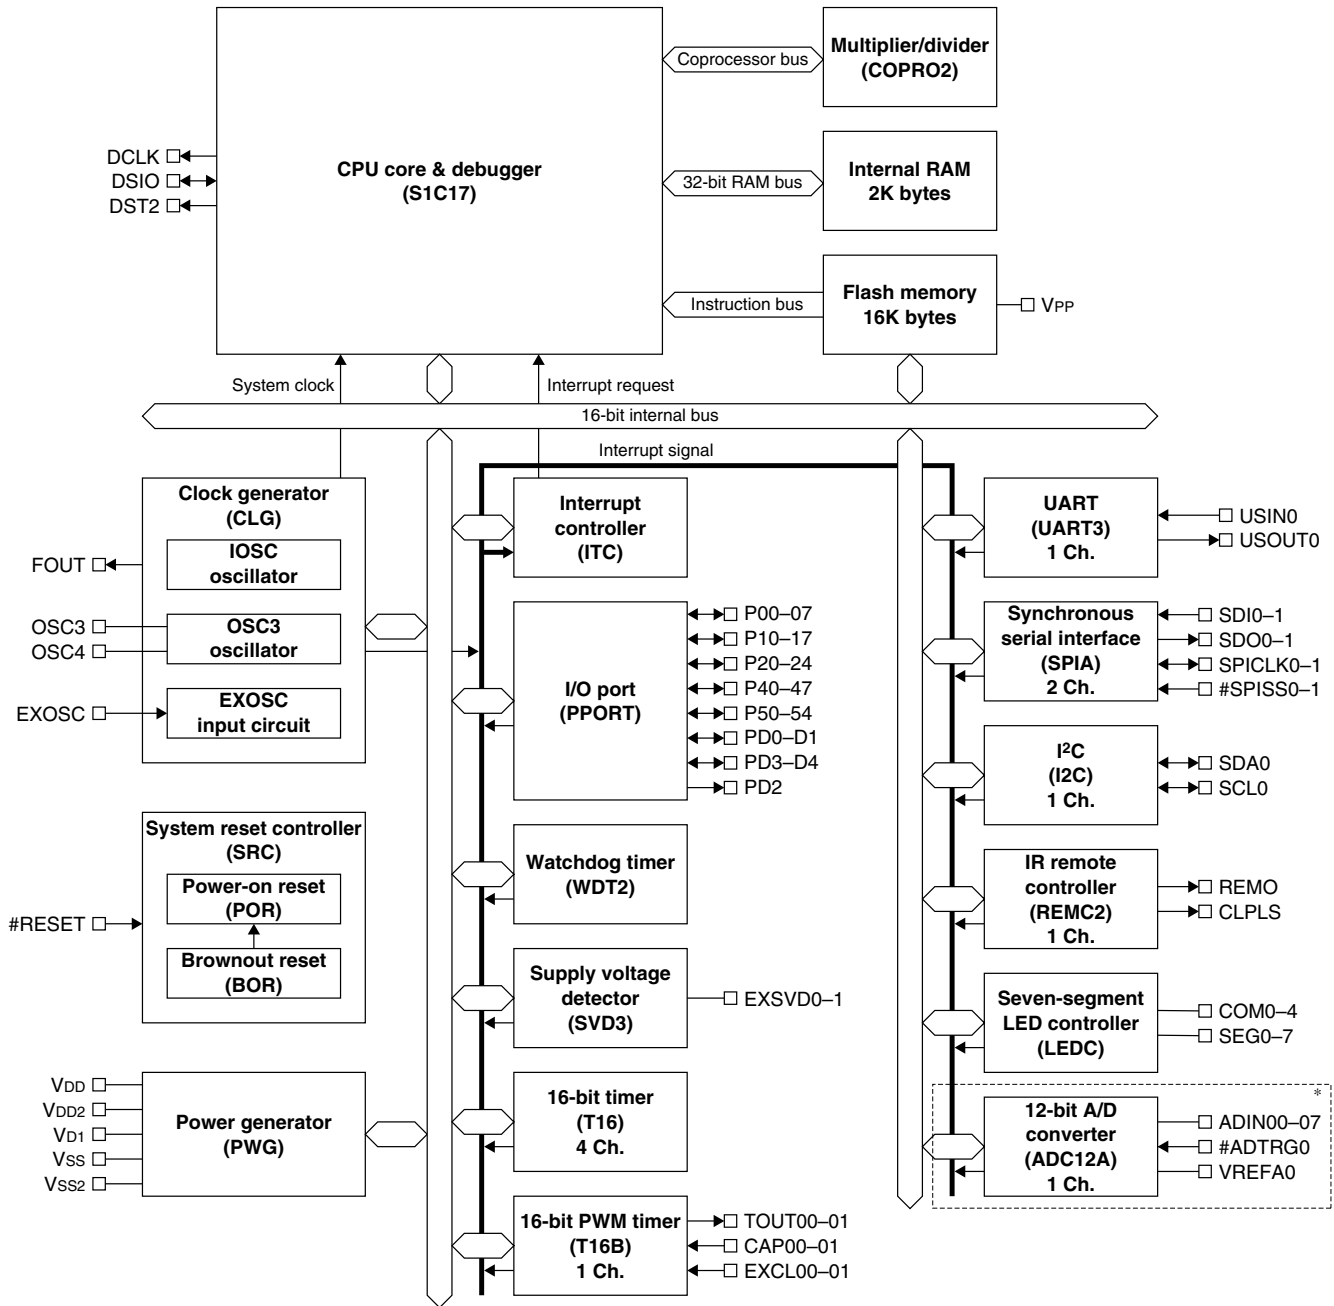 Multiplier/divider
(COPRO2)
Coprocessor bus
CPU core & debugger
(S1C17)
DCLK
DSIO
DST2
32-bit RAM bus
Internal RAM
2K bytes
Instruction bus
Flash memory
16K bytes
VPP
System clock
Interrupt request
16-bit internal bus
Interrupt signal
Clock generator
(CLG)
IOSC
oscillator
OSC3
oscillator
EXOSC
input circuit
FOUT
OSC3
OSC4
EXOSC
System reset controller
(SRC)
Power-on reset
(POR)
Brownout reset
(BOR)
#RESET
Power generator
(PWG)
VDD
VDD2
VD1
VSS
VSS2
Interrupt
controller
(ITC)
I/O port
(PPORT)
P00–07
P10–17
P20–24
P40–47
P50–54
PD0–D1
PD3–D4
PD2
Watchdog timer
(WDT2)
Supply voltage
detector
(SVD3)
EXSVD0–1
16-bit timer
(T16)
4 Ch.
16-bit PWM timer
(T16B)
1 Ch.
TOUT00–01
CAP00–01
EXCL00–01
UART
(UART3)
1 Ch.
USIN0
USOUT0
Synchronous
serial interface
(SPIA)
2 Ch.
SDI0–1
SDO0–1
SPICLK0–1
#SPISS0–1
I²C
(I2C)
1 Ch.
SDA0
SCL0
IR remote
controller
(REMC2)
1 Ch.
REMO
CLPLS
Seven-segment
LED controller
(LEDC)
COM0–4
SEG0–7
*
12-bit A/D
converter
(ADC12A)
1 Ch.
ADIN00–07
#ADTRG0
VREFA0